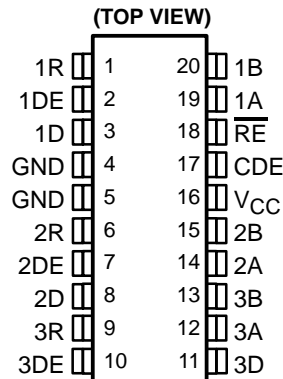 (TOP VIEW)
1R 1 20 1B
1DE 2 19 1A
1D 3 18 RE
GND 4 17 CDE
GND 5 16 VCC
2R 6 15 2B
2DE 7 14 2A
2D 8 13 3B
3R 9 12 3A
3DE 10 11 3D